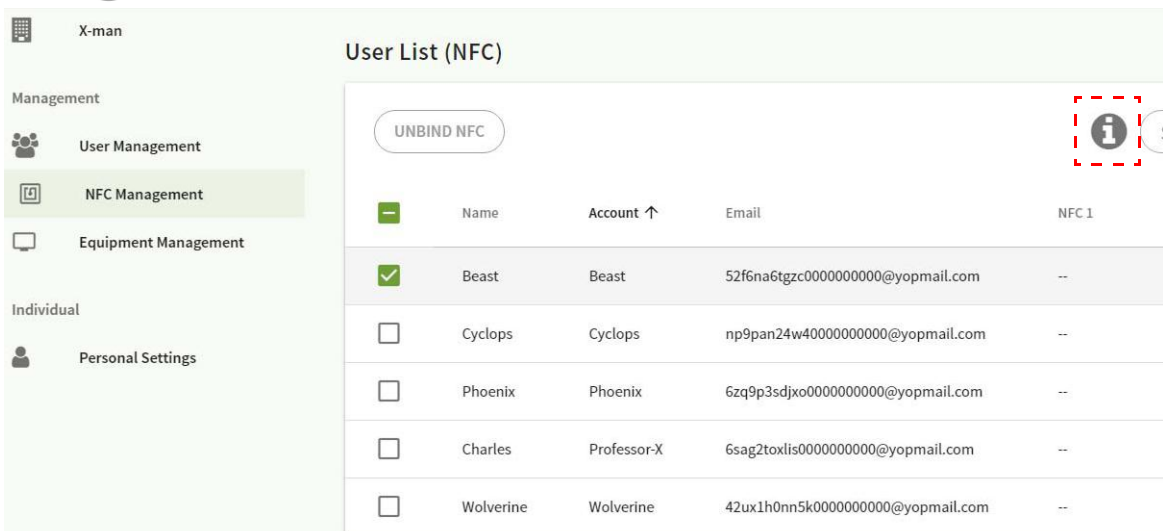 X-man
User List (NFC)
Management
UNBIND NFC
User Management
NFC Management
Name Account ↑ Email NFC 1
Equipment Management
Beast Beast 52f6na6tgzc0000000000@yopmail.com --
Individual
Cyclops Cyclops np9pan24w40000000000@yopmail.com --
Personal Settings
Phoenix Phoenix 6zq9p3sdjxo0000000000@yopmail.com --
Charles Professor-X 6sag2toxlis0000000000@yopmail.com --
Wolverine Wolverine 42ux1h0nn5k0000000000@yopmail.com --